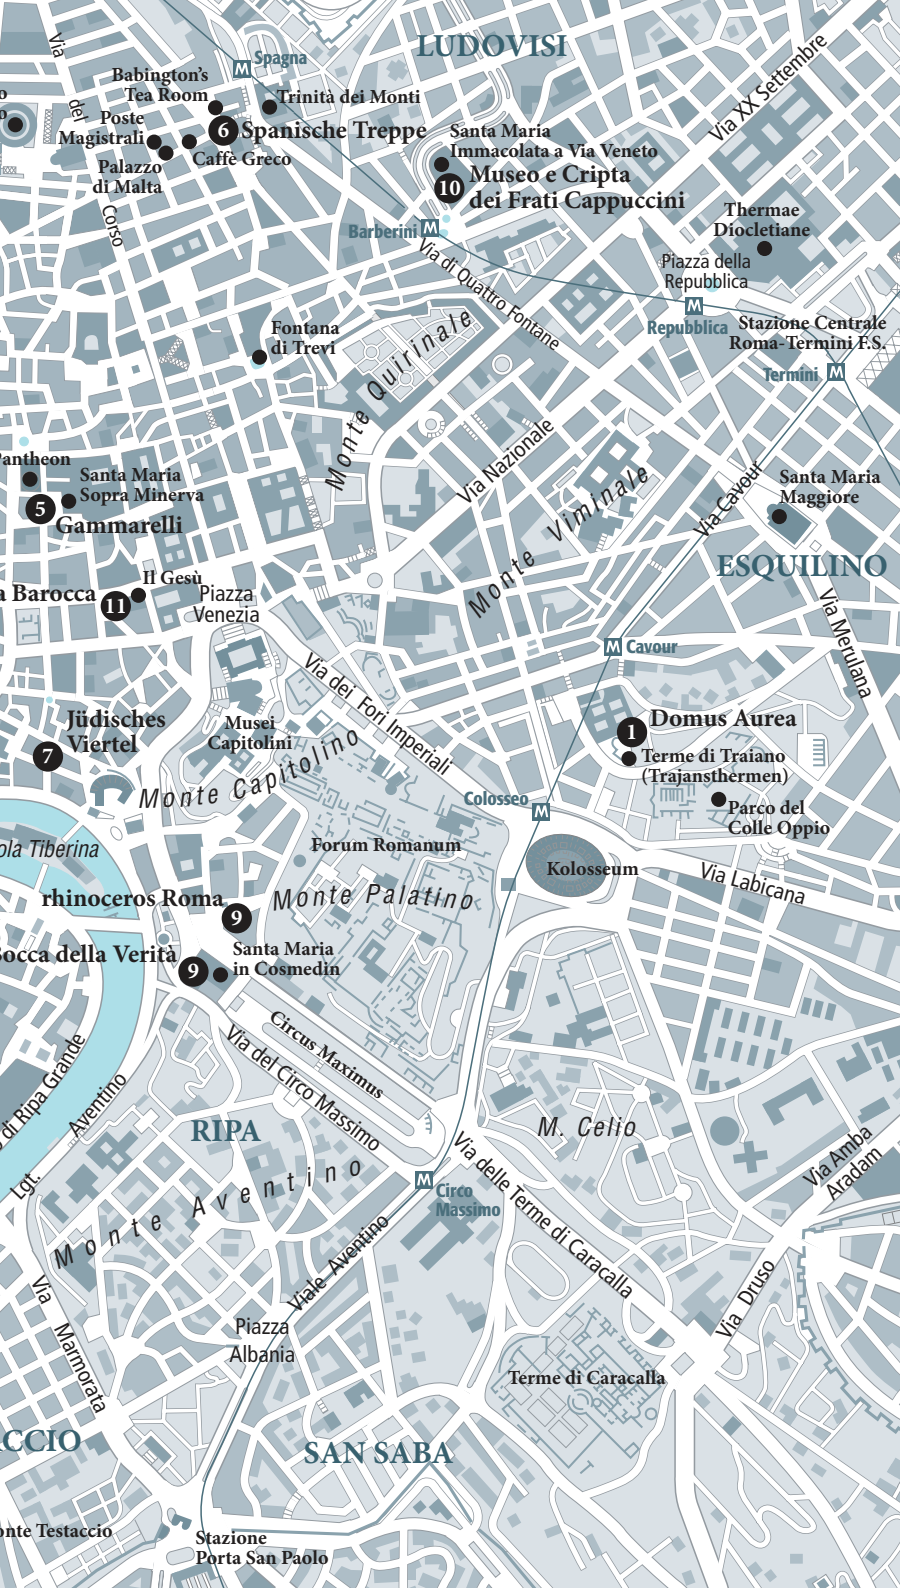 LUDOVISI
Via
del
Corso
M Spagna
Babington's
Tea Room
Trinità dei Monti
Poste
Magistrali
6 Spanische Treppe
Palazzo
di Malta
Caffè Greco
Via XX Settembre
Santa Maria
Immacolata a Via Veneto
10 Museo e Cripta
dei Frati Cappuccini
Barberini M
Thermae
Diocletiane
Piazza della
Repubblica
Via di Quattro Fontane
M
Repubblica
Stazione Centrale
Roma-Termini F.S.
Termini M
Fontana
di Trevi
Monte Quirinale
Via Nazionale
Monte Viminale
Via Cavour
Santa Maria
Maggiore
Pantheon
Santa Maria
Sopra Minerva
5 Gammarelli
ESQUILINO
Il Gesù
a Barocca 11
Piazza
Venezia
Via Merulana
M Cavour
Via dei Fori Imperiali
Jüdisches
Viertel
7
Musei
Capitolini
Monte Capitolino
1 Domus Aurea
Terme di Traiano
(Trajansthermen)
Parco del
Colle Oppio
Colosseo M
ola Tiberina
Forum Romanum
Kolosseum
Via Labicana
rhinoceros Roma
9
Monte Palatino
Bocca della Verità
9
Santa Maria
in Cosmedin
Circus Maximus
Via del Circo Massimo
di Ripa Grande
Aventino
Lgt.
RIPA
M. Celio
Via Amba
Aradam
Monte Aventino
M Circo
Massimo
Via delle Terme di Caracalla
Viale Aventino
Via Druso
Via
Marmorata
Piazza
Albania
Terme di Caracalla
CCIO
SAN SABA
onte Testaccio
Stazione
Porta San Paolo